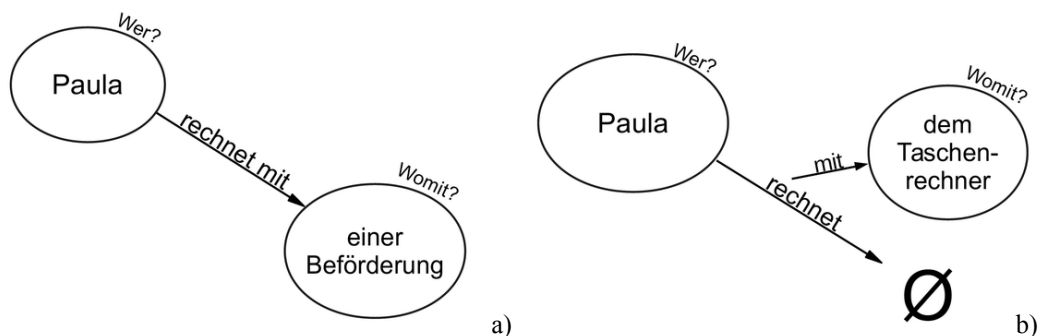 Wer?
Paula
rechnet mit
Womit?
einer
Beförderung
a)
Wer?
Paula
rechnet
mit
Womit?
dem
Taschen-
rechner
Ø
b)